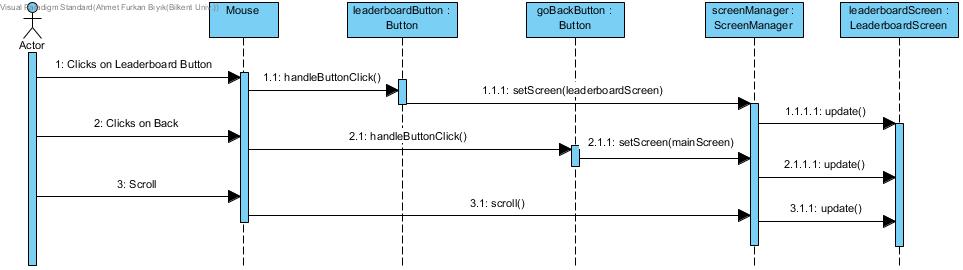 Visual Paradigm Standard(Ahmet Furkan Biyik(Bilkent Univ.))
Actor
Mouse
leaderboardButton :
Button
goBackButton :
Button
screenManager :
ScreenManager
leaderboardScreen :
LeaderboardScreen
1: Clicks on Leaderboard Button
1.1: handleButtonClick()
1.1.1: setScreen(leaderboardScreen)
1.1.1.1: update()
2: Clicks on Back
2.1: handleButtonClick()
2.1.1: setScreen(mainScreen)
2.1.1.1: update()
3: Scroll
3.1: scroll()
3.1.1: update()